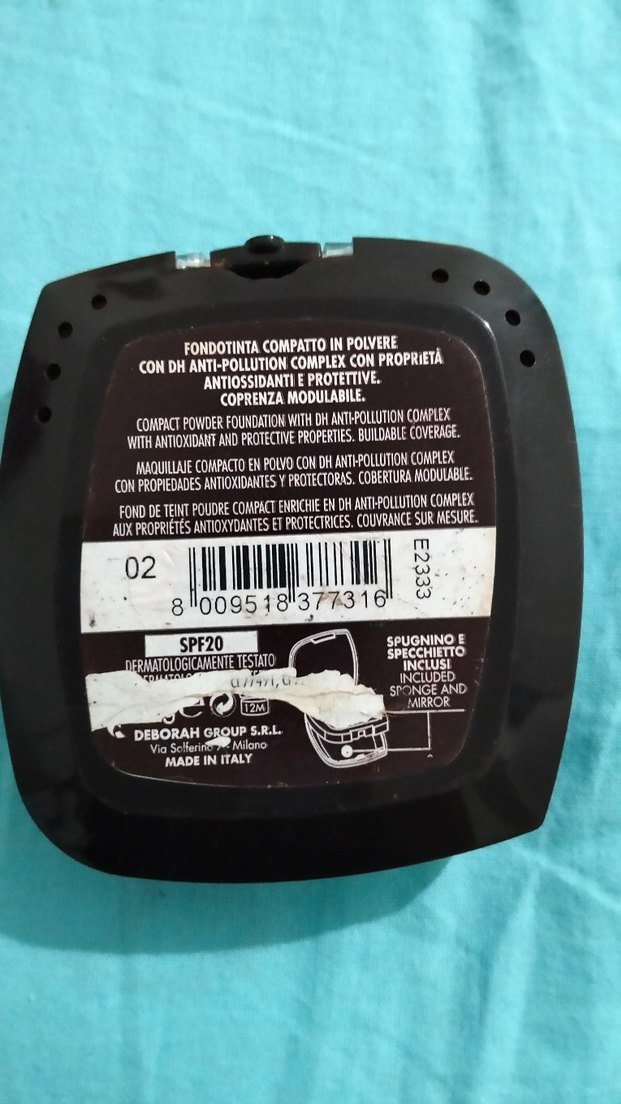 FONDOTINTA COMPATTO IN POLVERE
CON DH ANTI-POLLUTION COMPLEX CON PROPRIETÀ
ANTIOSSIDANTI E PROTETTIVE.
COPRENZA MODULABILE.
COMPACT POWDER FOUNDATION WITH DH ANTI-POLLUTION COMPLEX
WITH ANTIOXIDANT AND PROTECTIVE PROPERTIES. BUILDABLE COVERAGE.
MAQUILLAJE COMPACTO EN POLVO CON DH ANTI-POLLUTION COMPLEX
CON PROPIEDADES ANTIOXIDANTES Y PROTECTORAS. COBERTURA MODULABLE.
FOND DE TEINT POUDRE COMPACT ENRICHIE EN DH ANTI-POLLUTION COMPLEX
AUX PROPRIÉTÉS ANTIOXYDANTES ET PROTECTRICES. COUVRANCE SUR MESURE.
02
8 009518 377316
E2333
SPF20
DERMATOLOGICAMENTE TESTATO
12M
DEBORAH GROUP S.R.L.
Via Solferino Milano
MADE IN ITALY
SPUGNINO E
SPECCHIETTO
INCLUSI
INCLUDED
SPONGE AND
MIRROR